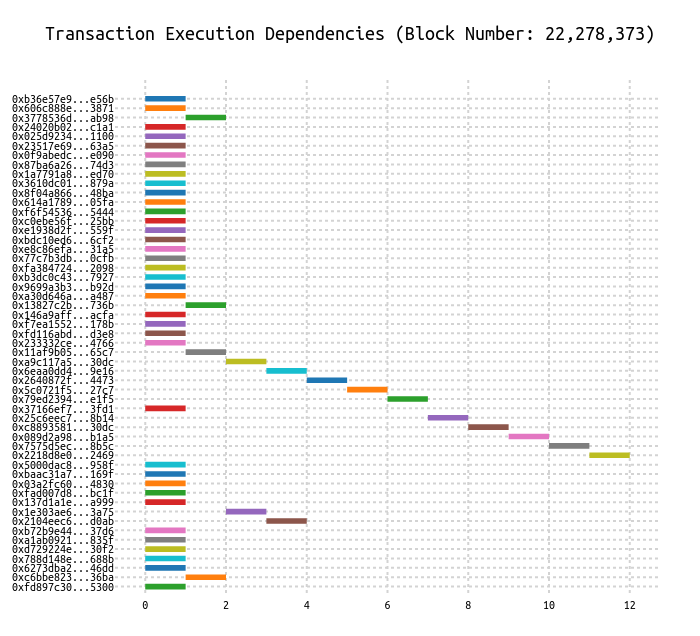 Transaction Execution Dependencies (Block Number: 22,278,373)
0xb36e57e9...e56b
0x606c888e...3871
0x3778536d...ab98
0x24020b02...c1a1
0x025d9234...1100
0x23517e69...63a5
0x0f9abedc...e090
0x87ba6a26...74d3
0x1a7791a8...ed70
0x3610dc01...879a
0x8f04a866...48ba
0x614a1789...05fa
0xf6f54536...5444
0xc0ebe56f...25bb
0xe1938d2f...559f
0xbdc10ed6...6cf2
0xe8c86efa...31a5
0x77c7b3db...0cfb
0xfa384724...2098
0xb3dc0c43...7927
0x9699a3b3...b92d
0xa30d646a...a487
0x13827c2b...736b
0x146a9aff...acfa
0xf7ea1552...178b
0xfd116abd...d3e8
0x233332ce...4766
0x11af9b05...65c7
0xa9c117a5...30dc
0x6eaa0dd4...9e16
0x2640872f...4473
0x5c0721f5...27c7
0x79ed2394...e1f5
0x37166ef7...3fd1
0x25c6eec7...8b14
0xc8893581...30dc
0x089d2a98...b1a5
0x7575d5ec...8b5c
0x2218d8e0...2469
0x5000dac8...958f
0xbaac31a7...169f
0x03a2fc60...4830
0xfad007d8...bc1f
0x137d1a1e...a999
0x1e303ae6...3a75
0x2104eec6...d0ab
0xb72b9e44...37d6
0xa1ab0921...835f
0xd729224e...30f2
0x788d148e...688b
0x6273dba2...46dd
0xc6bbe823...36ba
0xfd897c30...5300
0 2 4 6 8 10 12